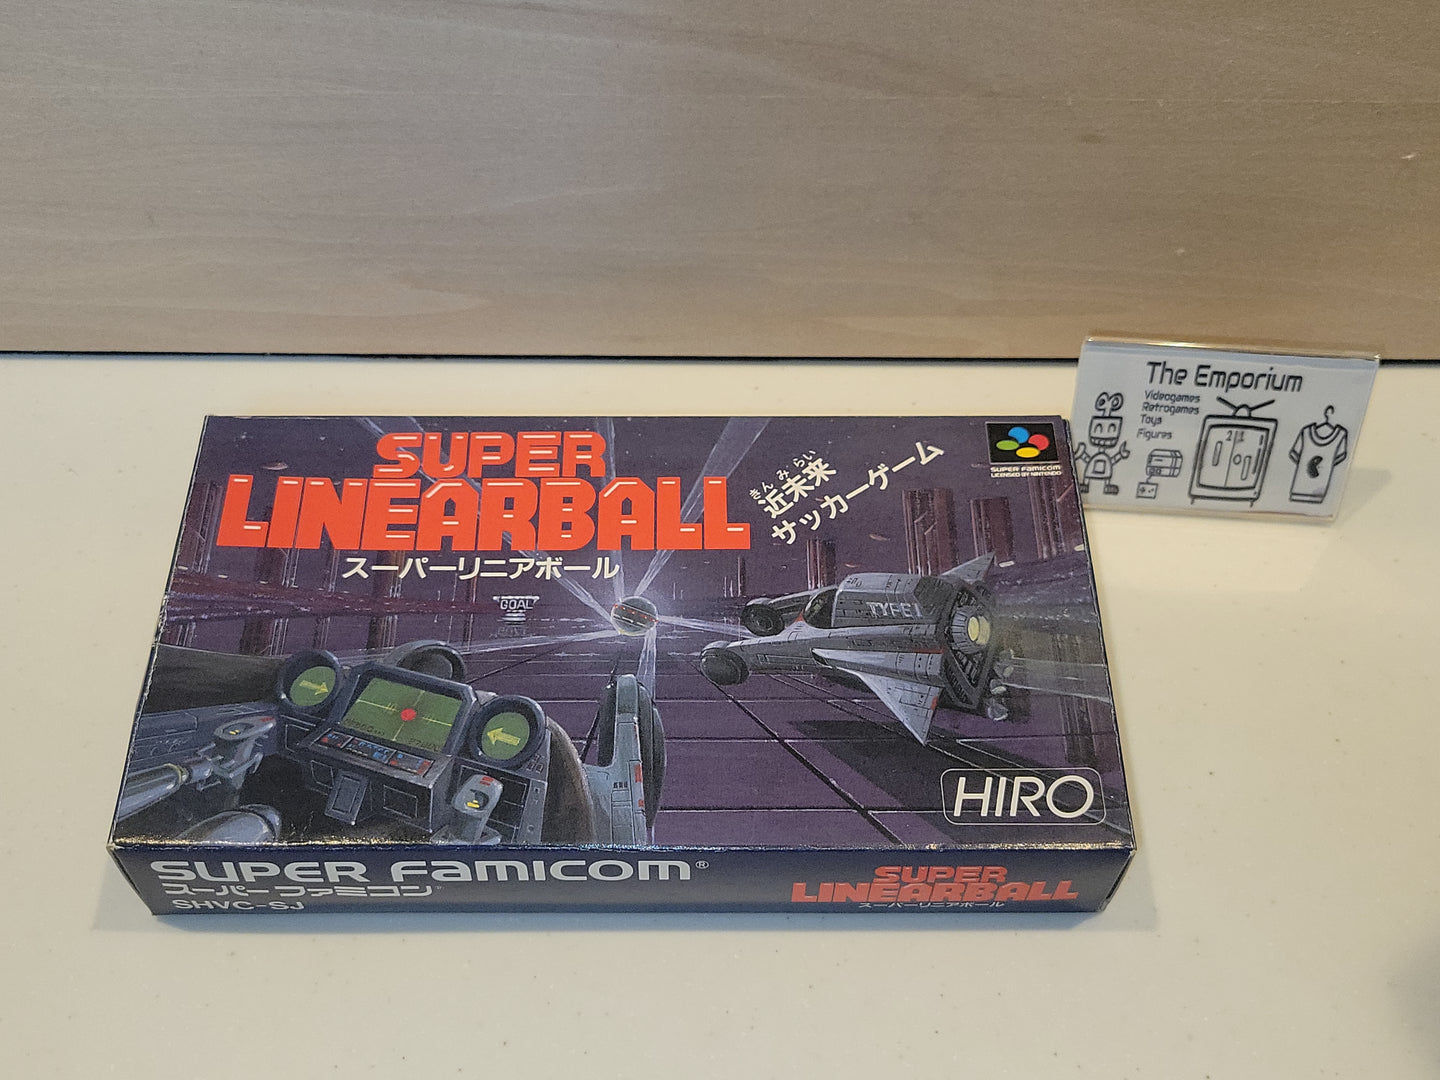 SUPER
LINEARBALL
スーパーリニアボール
きんみらい
近未来
サッカーゲーム
SUPER FAMICOM
LICENSED BY NINTENDO
GOAL
TYPE I
HIRO
SUPER FAMICOM®
スーパーファミコン
SHVC-SJ
SUPER
LINEARBALL
スーパーリニアボール
The Emporium
Videogames
Retrogames
Toys
Figures